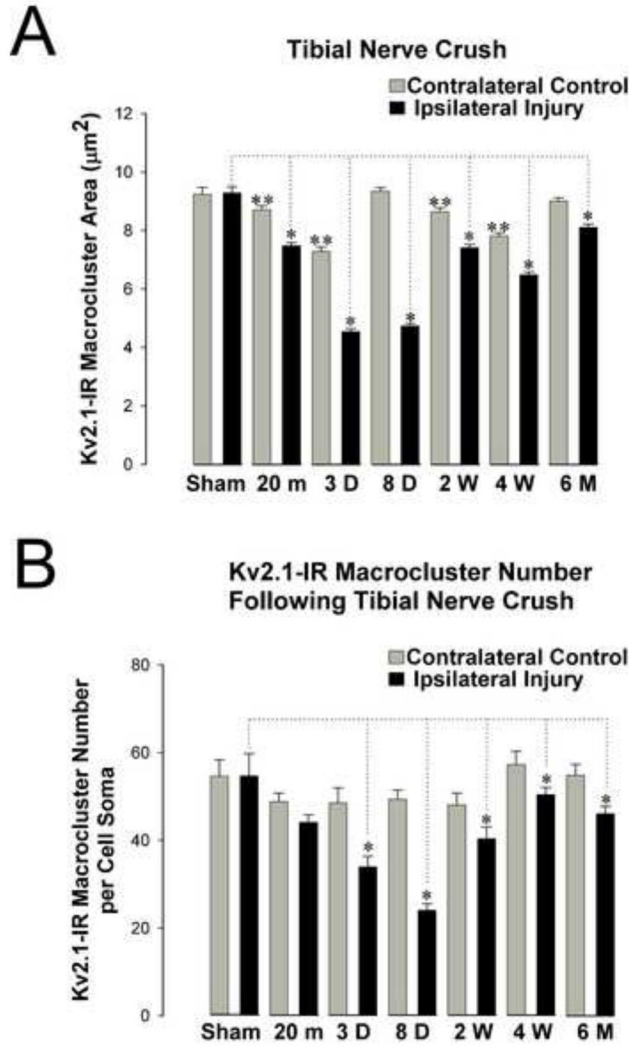 A
Tibial Nerve Crush
Contralateral Control
Ipsilateral Injury
Kv2.1-IR Macrocluster Area (μm²)
12
10
8
6
4
2
0
** * ** * * ** * ** * *
Sham 20 m 3 D 8 D 2 W 4 W 6 M
B
Kv2.1-IR Macrocluster Number
Following Tibial Nerve Crush
Contralateral Control
Ipsilateral Injury
Kv2.1-IR Macrocluster Number
per Cell Soma
80
60
40
20
0
* * * * *
Sham 20 m 3 D 8 D 2 W 4 W 6 M